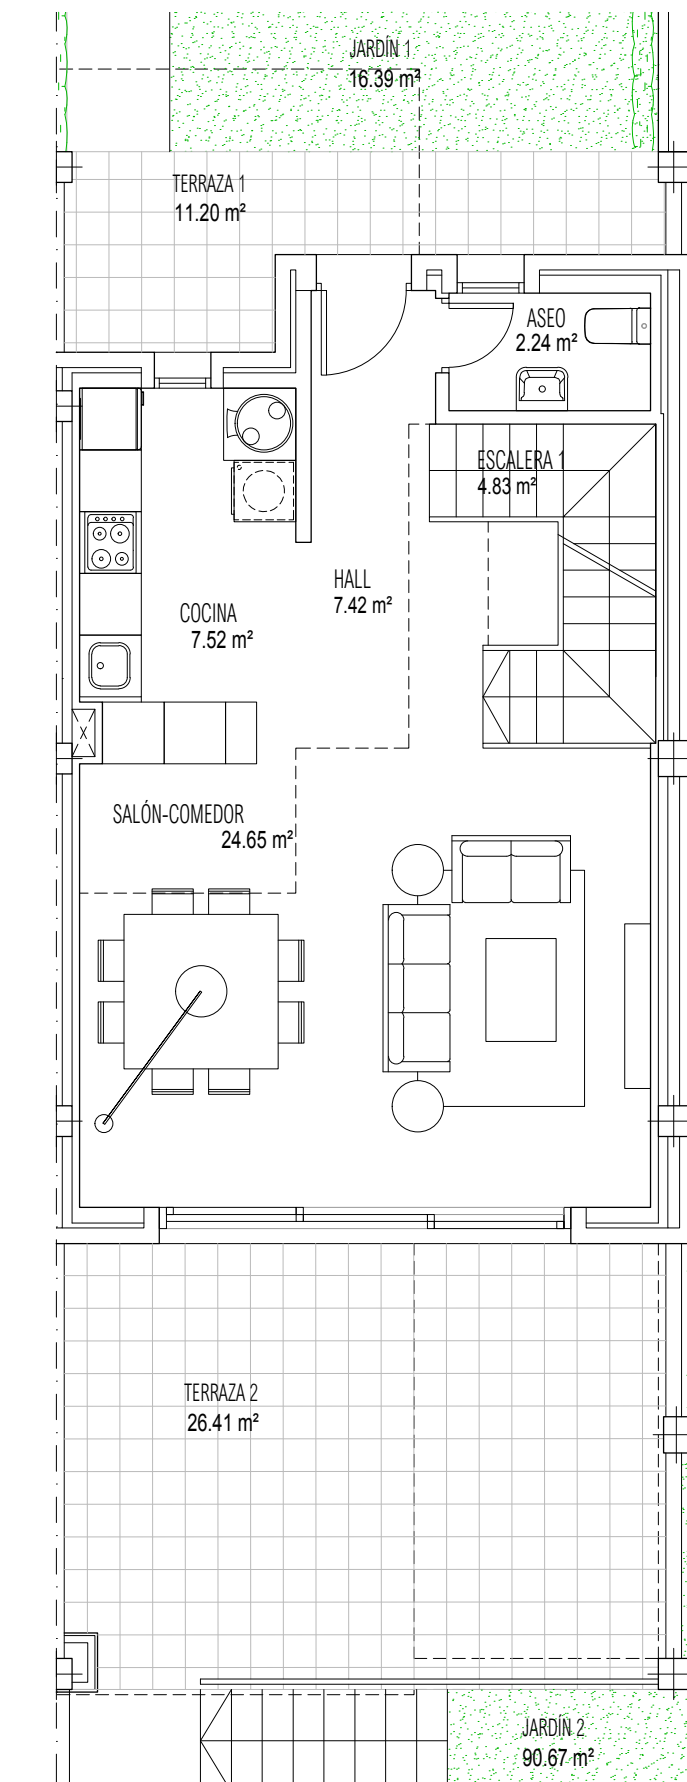 JARDÍN 1
16.39 m²
TERRAZA 1
11.20 m²
ASEO
2.24 m²
ESCALERA 1
4.83 m²
HALL
7.42 m²
COCINA
7.52 m²
SALÓN-COMEDOR
24.65 m²
TERRAZA 2
26.41 m²
JARDÍN 2
90.67 m²